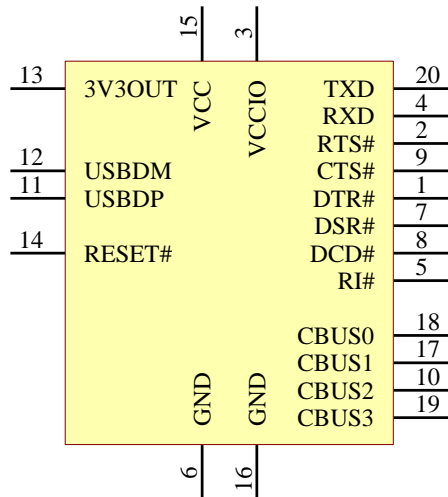 15 3
13 3V3OUT VCC VCCIO TXD 20
RXD 4
RTS# 2
12 USBDM CTS# 9
11 USBDP DTR# 1
DSR# 7
14 RESET# DCD# 8
RI# 5
CBUS0 18
CBUS1 17
GND GND CBUS2 10
CBUS3 19
6 16